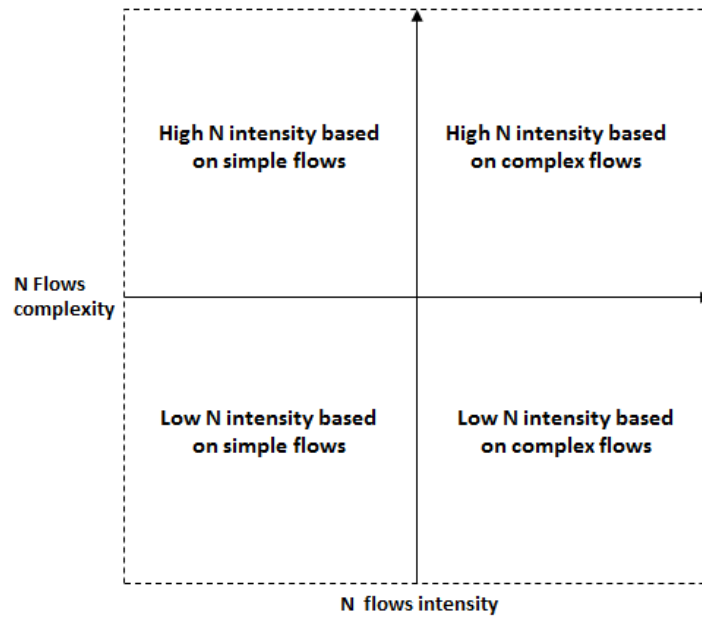 High N intensity based
on simple flows
High N intensity based
on complex flows
N Flows
complexity
Low N intensity based
on simple flows
Low N intensity based
on complex flows
N flows intensity